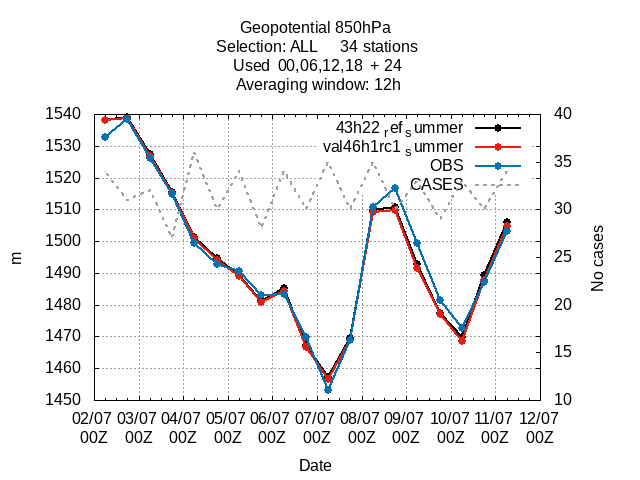 Geopotential 850hPa
Selection: ALL     34 stations
Used  00,06,12,18  + 24
Averaging window: 12h
1540 40
43h22 refsummer
1530
val46h1rc1 summer
OBS
1520 35
CASES
1510 30
1500 25
m
No cases
1490
1480 20
1470 15
1460
1450 10
02/07 03/07 04/07 05/07 06/07 07/07 08/07 09/07 10/07 11/07 12/07
00Z 00Z 00Z 00Z 00Z 00Z 00Z 00Z 00Z 00Z 00Z
Date